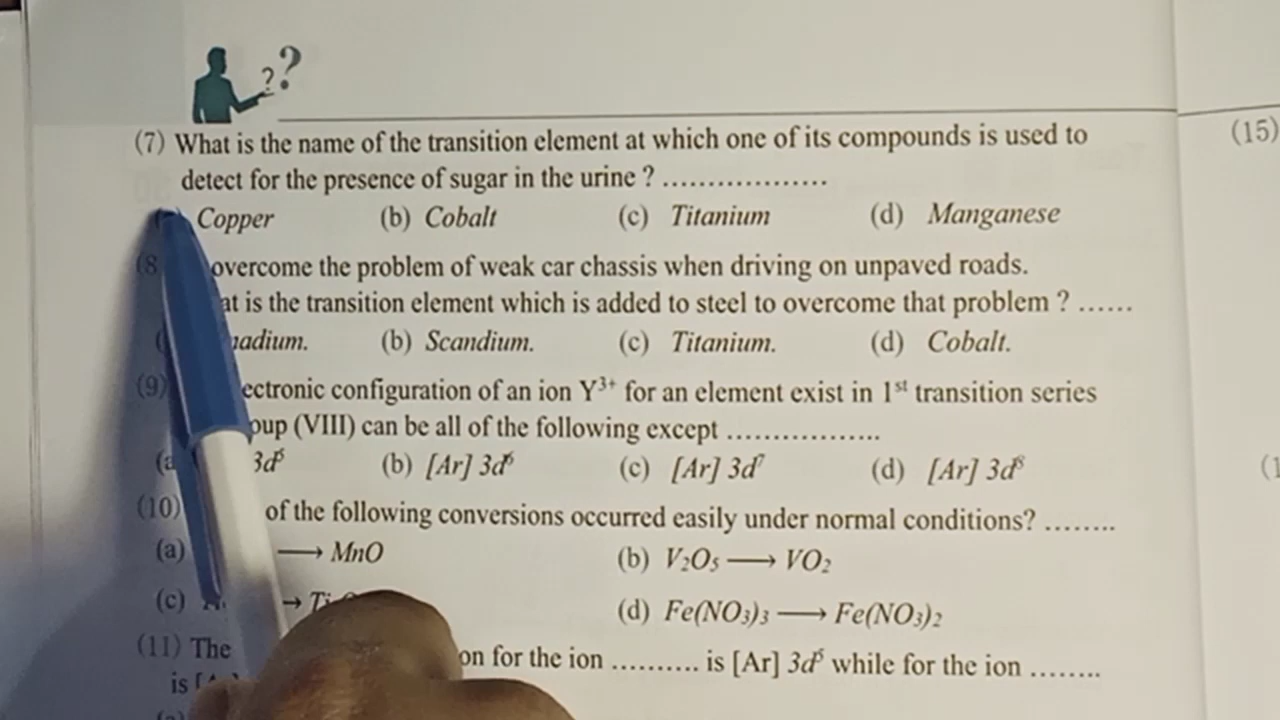 ??
(7) What is the name of the transition element at which one of its compounds is used to
detect for the presence of sugar in the urine ? ..................
Copper (b) Cobalt (c) Titanium (d) Manganese
(8 overcome the problem of weak car chassis when driving on unpaved roads.
at is the transition element which is added to steel to overcome that problem ? ......
adium. (b) Scandium. (c) Titanium. (d) Cobalt.
(9) ectronic configuration of an ion Y³⁺ for an element exist in 1ˢᵗ transition series
oup (VIII) can be all of the following except .................
(a 3d⁵ (b) [Ar] 3d⁶ (c) [Ar] 3d⁷ (d) [Ar] 3d⁸
(10) of the following conversions occurred easily under normal conditions? ........
(a) → MnO (b) V₂O₅ → VO₂
(c) → (d) Fe(NO₃)₃ → Fe(NO₃)₂
(11) The on for the ion .......... is [Ar] 3d⁵ while for the ion ........
is [
(15)
(1